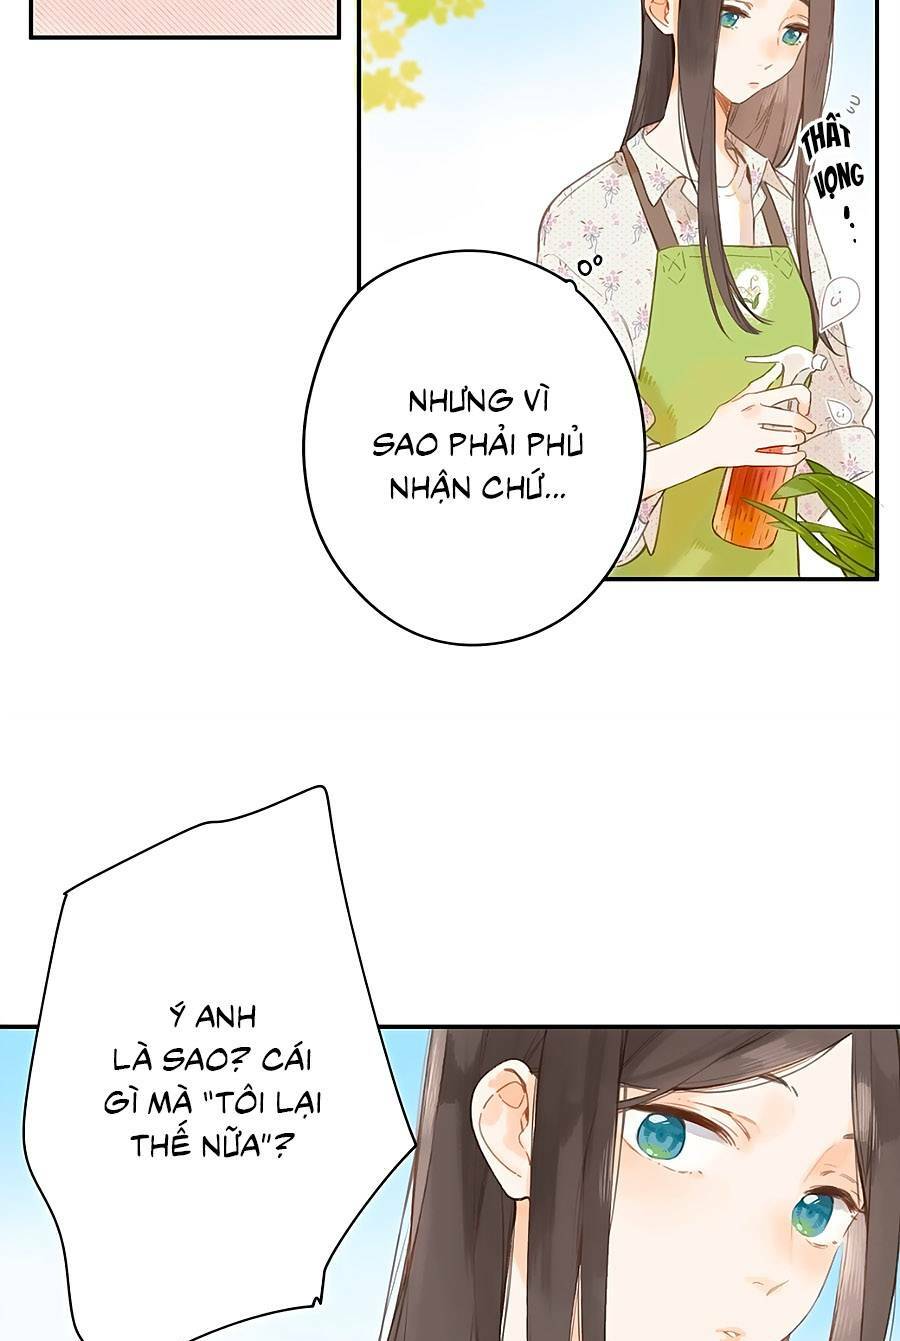 THẤT
VỌNG
NHƯNG VÌ
SAO PHẢI PHỦ
NHẬN CHỨ...
Ý ANH
LÀ SAO? CÁI
GÌ MÀ "TÔI LẠI
THẾ NỮA"?